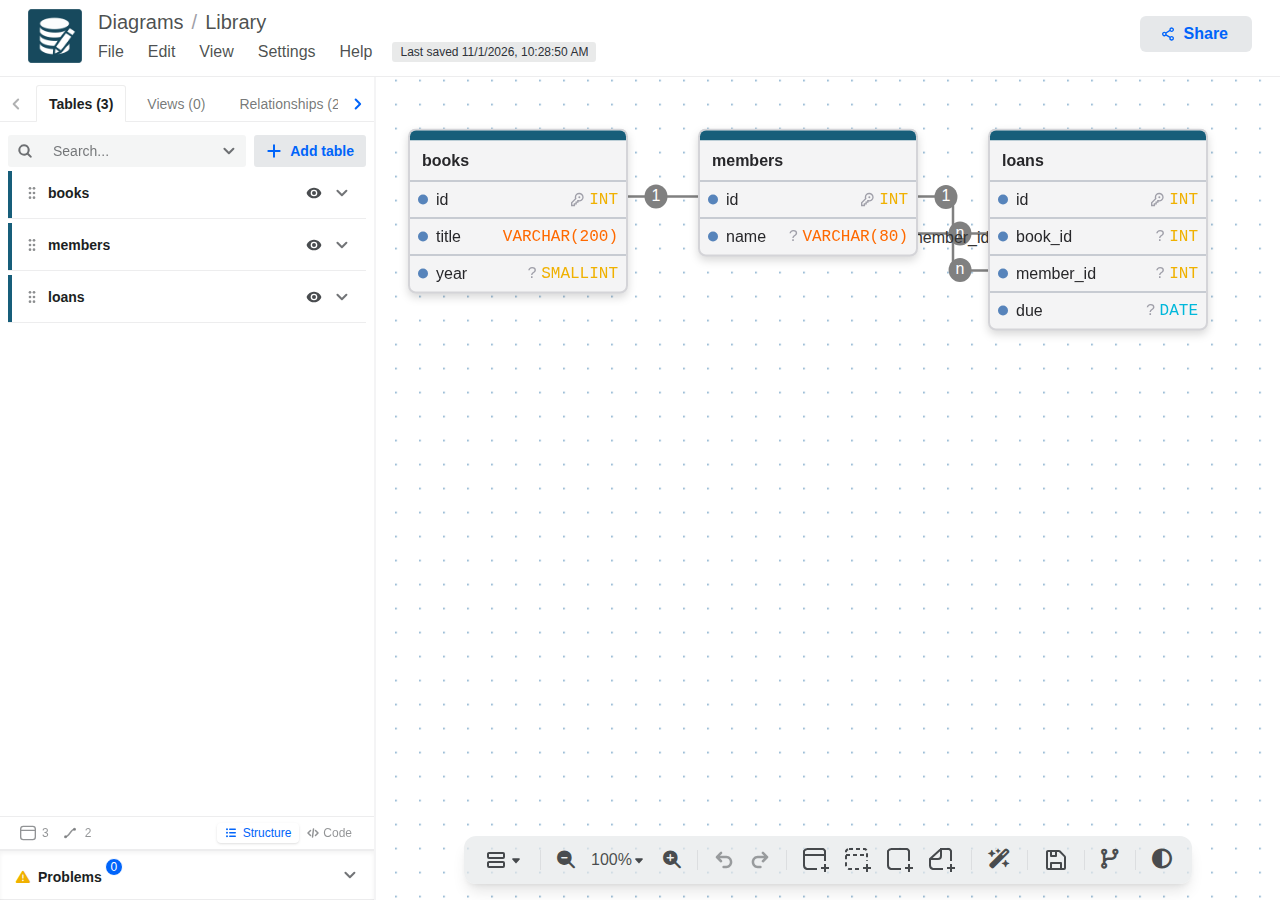 Diagrams / Library
File Edit View Settings Help Last saved 11/1/2026, 10:28:50 AM
Share
Tables (3) Views (0) Relationships (2
Search... Add table
books
members
loans
books
id INT
title VARCHAR(200)
year ? SMALLINT
1
members
id INT
name ? VARCHAR(80)
1
n
member_id
n
loans
id INT
book_id ? INT
member_id ? INT
due ? DATE
3 2 Structure Code
Problems 0
100%